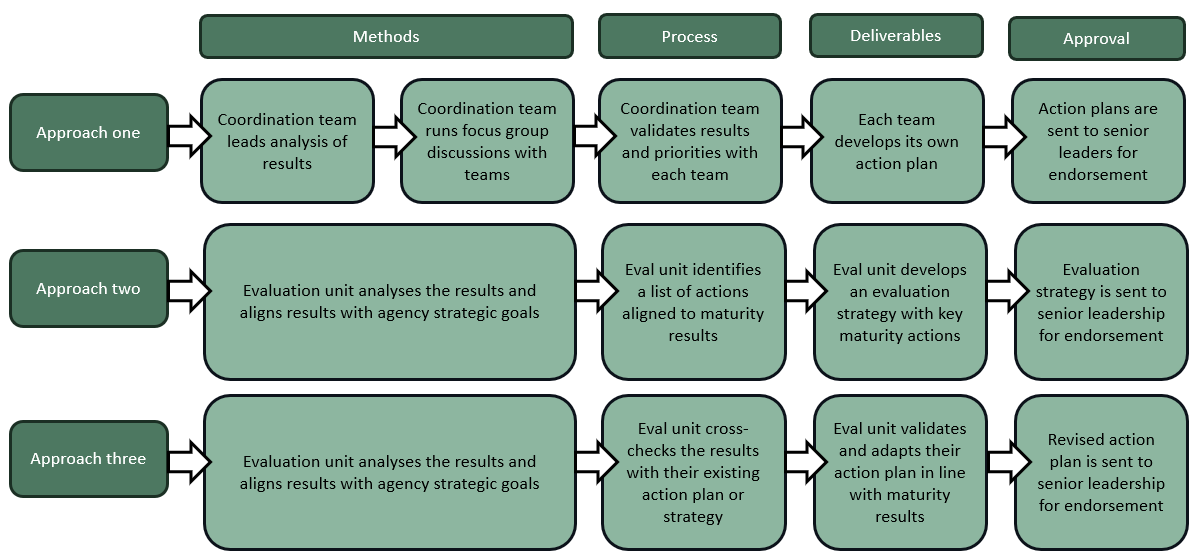 Methods
Process
Deliverables
Approval
Approach one
Coordination team
leads analysis of
results
Coordination team
runs focus group
discussions with
teams
Coordination team
validates results
and priorities with
each team
Each team
develops its own
action plan
Action plans are
sent to senior
leaders for
endorsement
Approach two
Evaluation unit analyses the results and
aligns results with agency strategic goals
Eval unit identifies
a list of actions
aligned to maturity
results
Eval unit develops
an evaluation
strategy with key
maturity actions
Evaluation
strategy is sent to
senior leadership
for endorsement
Approach three
Evaluation unit analyses the results and
aligns results with agency strategic goals
Eval unit cross-
checks the results
with their existing
action plan or
strategy
Eval unit validates
and adapts their
action plan in line
with maturity
results
Revised action
plan is sent to
senior leadership
for endorsement